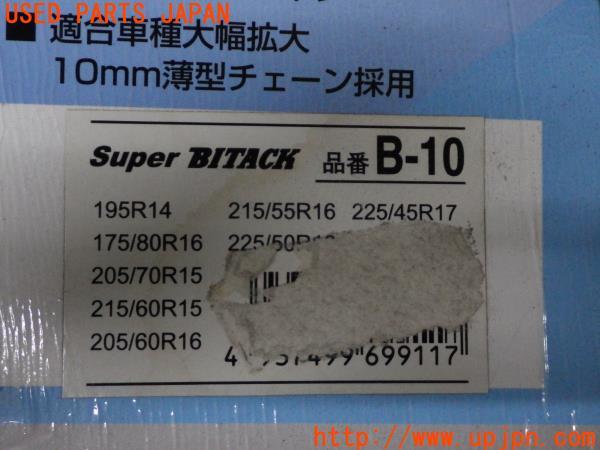 USED PARTS JAPAN
■ 適合車種大幅拡大
10mm薄型チェーン採用
Super BITACK 品番 B-10
195R14 215/55R16 225/45R17
175/80R16
205/70R15
215/60R15
205/60R16
699117
(C) www.upjpn.com